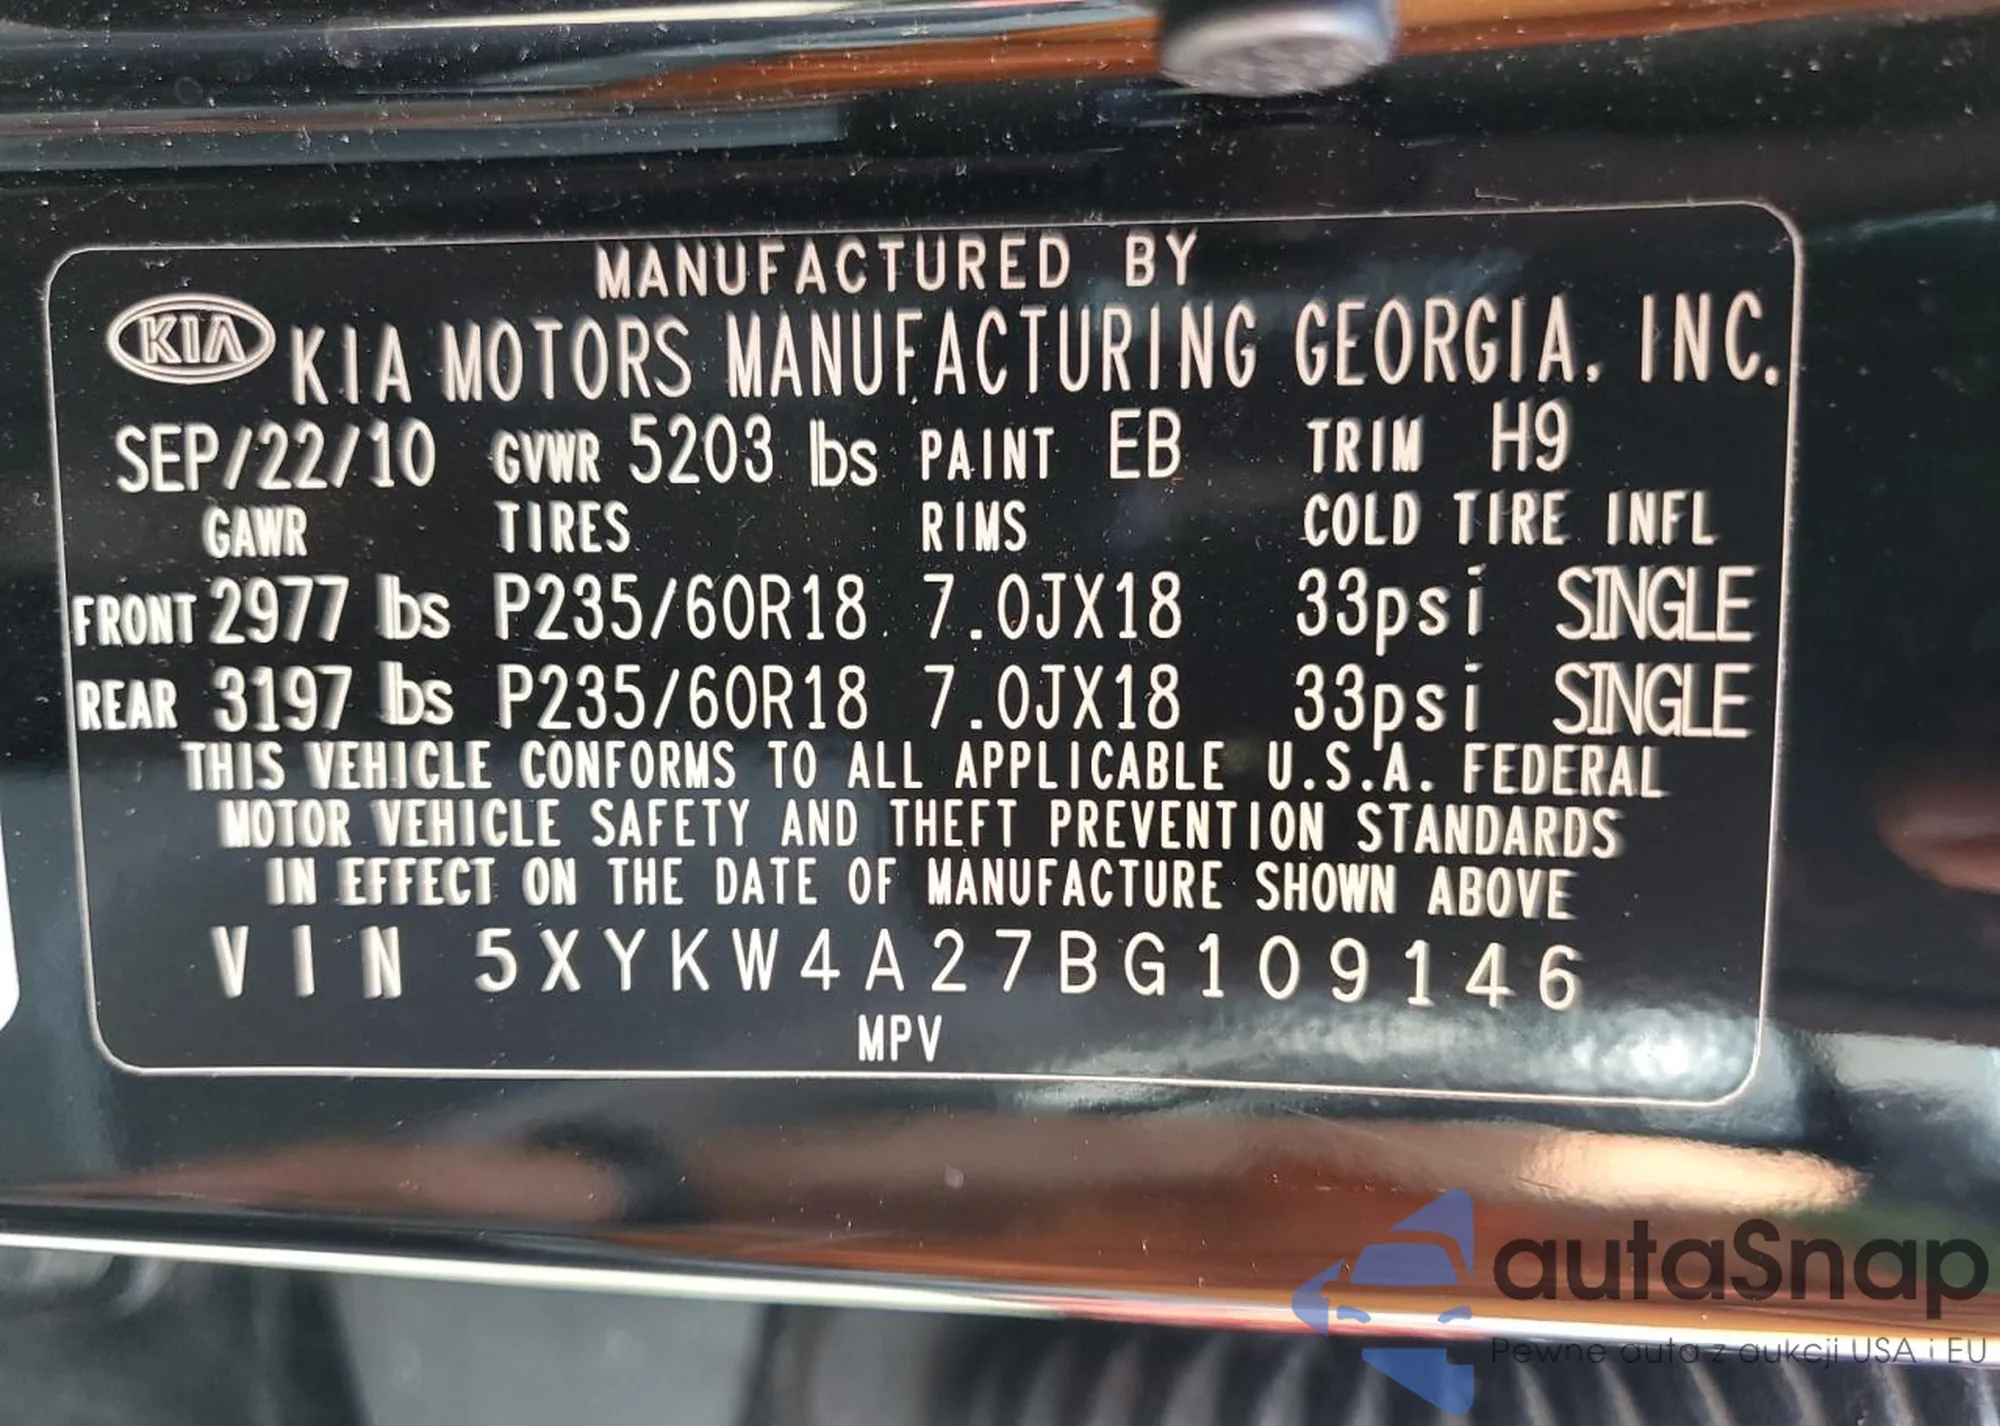 MANUFACTURED BY
KIA KIA MOTORS MANUFACTURING GEORGIA, INC.
SEP/22/10 GVWR 5203 lbs PAINT EB TRIM H9
GAWR TIRES RIMS COLD TIRE INFL
FRONT 2977 lbs P235/60R18 7.0JX18 33psi SINGLE
REAR 3197 lbs P235/60R18 7.0JX18 33psi SINGLE
THIS VEHICLE CONFORMS TO ALL APPLICABLE U.S.A. FEDERAL
MOTOR VEHICLE SAFETY AND THEFT PREVENTION STANDARDS
IN EFFECT ON THE DATE OF MANUFACTURE SHOWN ABOVE
VIN 5XYKW4A27BG109146
MPV
autaSnap
Pewne auta z aukcji USA i EU